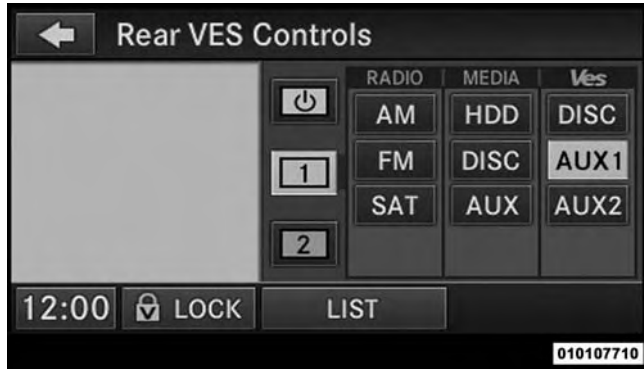 Rear VES Controls
RADIO MEDIA Ves
AM HDD DISC
1 FM DISC AUX1
SAT AUX AUX2
2
12:00 LOCK LIST
010107710